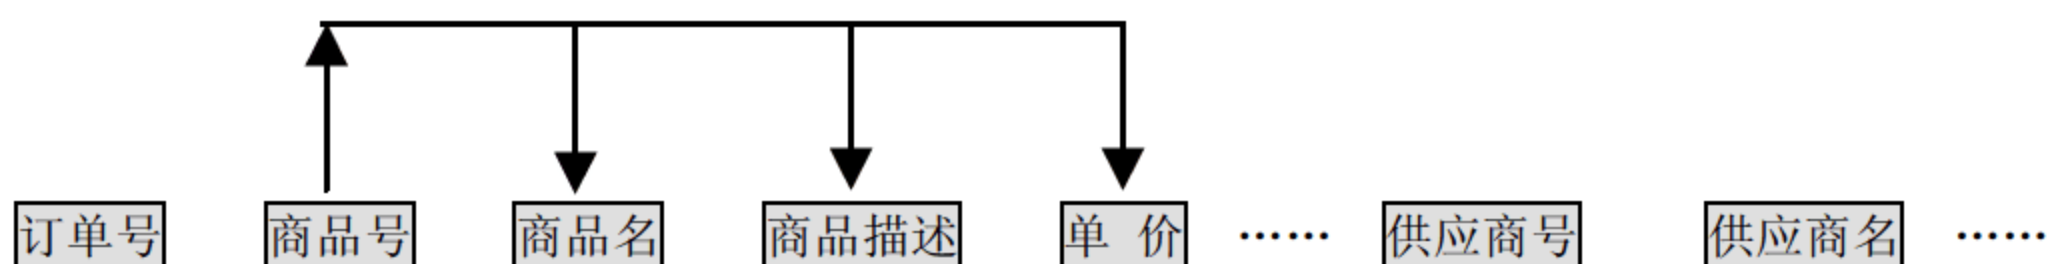 订单号 商品号 商品名 商品描述 单 价 …… 供应商号 供应商名 ……